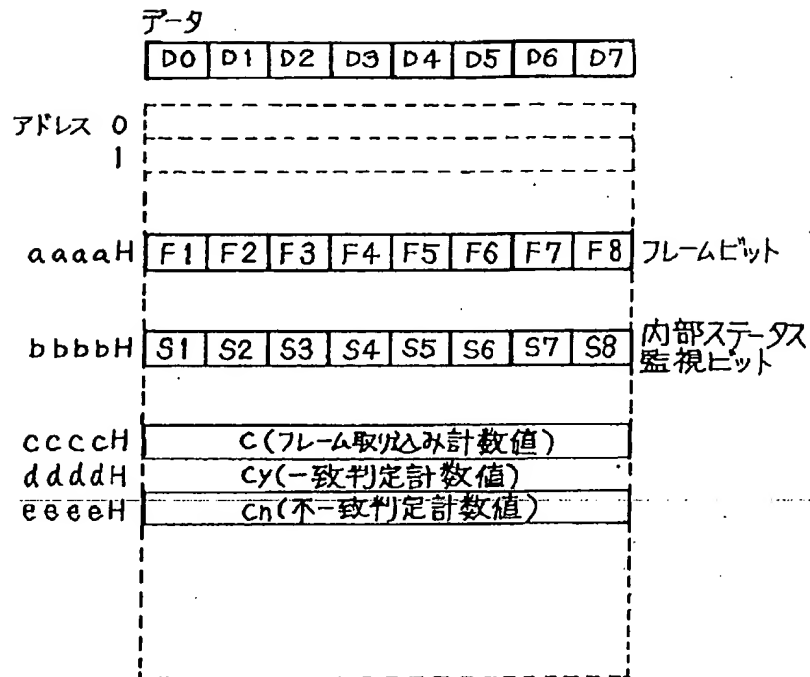 データ
D0 D1 D2 D3 D4 D5 D6 D7
アドレス 0
1
aaaaH F1 F2 F3 F4 F5 F6 F7 F8 フレームビット
bbbbH S1 S2 S3 S4 S5 S6 S7 S8 内部ステータス
監視ビット
ccccH C(フレーム取り込み計数値)
ddddH Cy(一致判定計数値)
eeeeH Cn(不一致判定計数値)